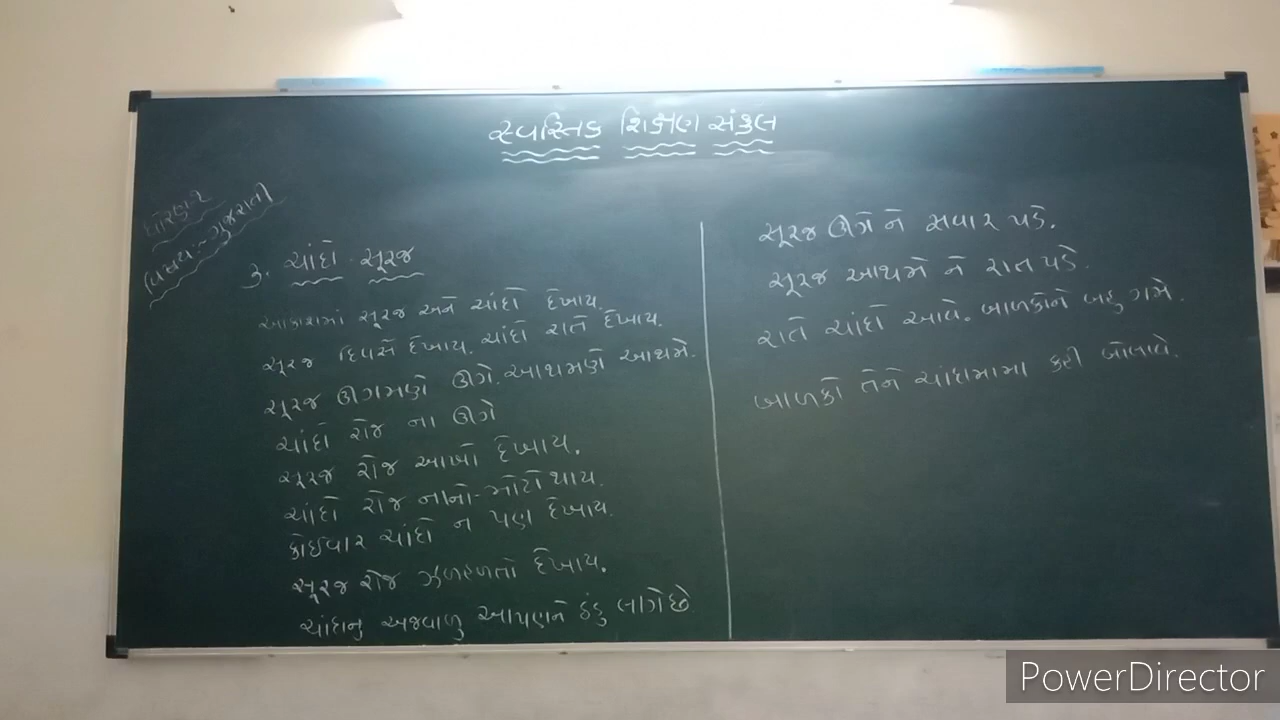 સ્વસ્તિક શિક્ષણ સંકુલ
ધોરણ:૨
વિષય:- ગુજરાતી
૩. ચાંદો સૂરજ
આકાશમાં સૂરજ અને ચાંદો દેખાય.
સૂરજ દિવસે દેખાય. ચાંદો રાતે દેખાય.
સૂરજ ઊગમણે ઊગે. આથમણે આથમે.
ચાંદો રોજ ના ઊગે
સૂરજ રોજ આખો દેખાય.
ચાંદો રોજ નાનો-મોટો થાય.
કોઈવાર ચાંદો ન પણ દેખાય.
સૂરજ રોજ ઝળહળતો દેખાય.
ચાંદાનુ અજવાળુ આપણને ઠંડુ લાગે છે
સૂરજ ઊગે ને સવાર પડે.
સૂરજ આથમે ને રાત પડે.
રાતે ચાંદો આવે. બાળકોને બહુ ગમે.
બાળકો તેને ચાંદામામા કહી બોલાવે.
PowerDirector